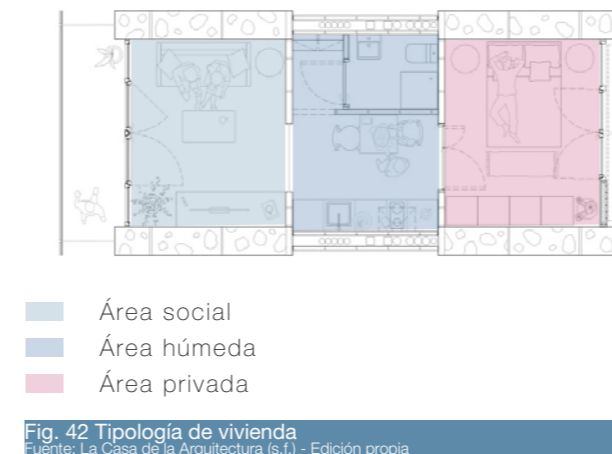 Área social
Área húmeda
Área privada
Fig. 42 Tipología de vivienda
Fuente: La Casa de la Arquitectura (s.f.) - Edición propia